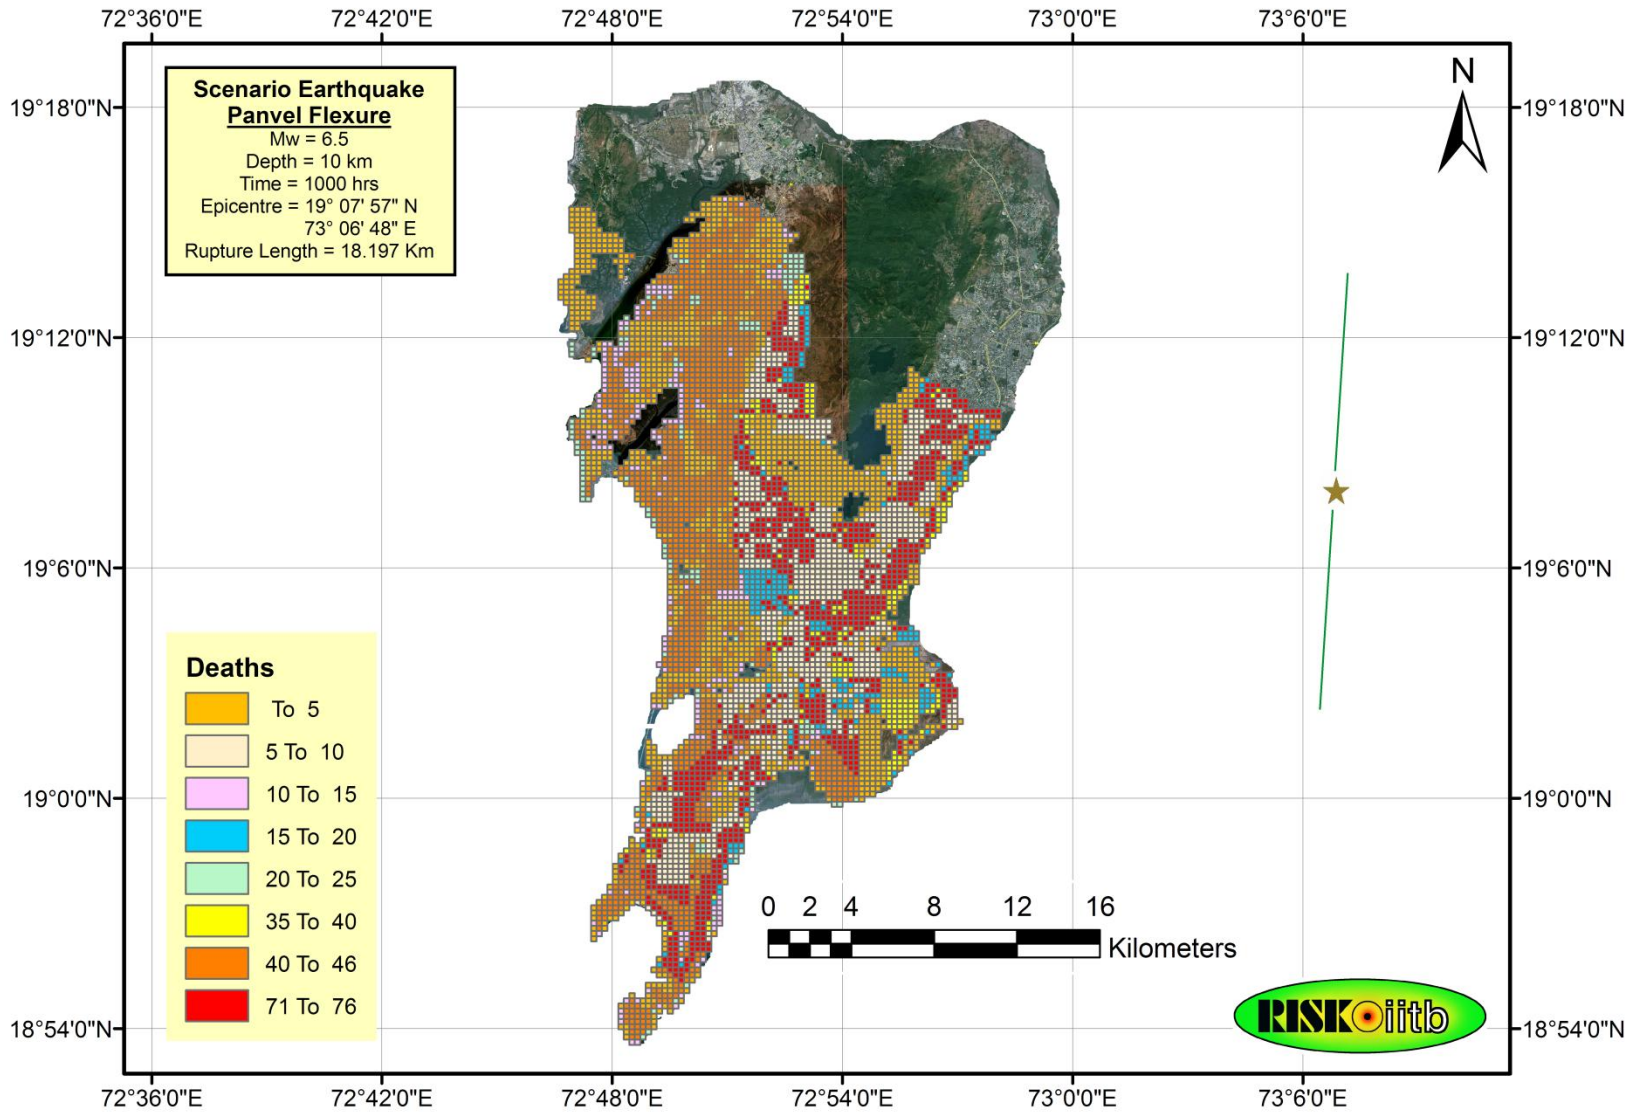 72°36'0"E 72°42'0"E 72°48'0"E 72°54'0"E 73°0'0"E 73°6'0"E
N
Scenario Earthquake
Panvel Flexure
Mw = 6.5
Depth = 10 km
Time = 1000 hrs
Epicentre = 19° 07' 57" N
73° 06' 48" E
Rupture Length = 18.197 Km
19°18'0"N 19°18'0"N
19°12'0"N 19°12'0"N
19°6'0"N 19°6'0"N
Deaths
To 5
5 To 10
10 To 15
15 To 20
20 To 25
35 To 40
40 To 46
71 To 76
19°0'0"N 19°0'0"N
0 2 4 8 12 16
Kilometers
RISK iitb
18°54'0"N 18°54'0"N
72°36'0"E 72°42'0"E 72°48'0"E 72°54'0"E 73°0'0"E 73°6'0"E